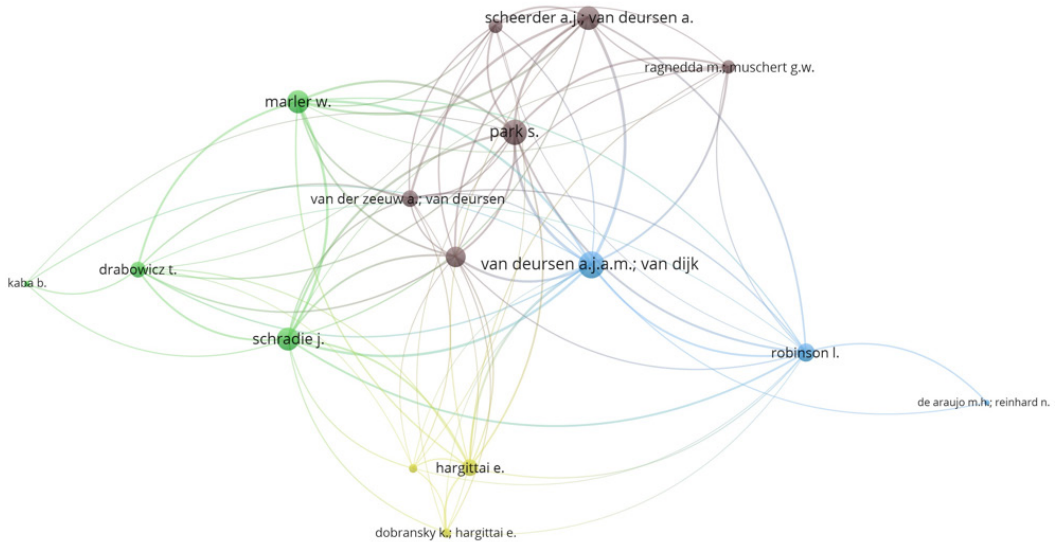 scheerder a.j.; van deursen a.
ragnedda m.; muschert g.w.
marler w.
park s.
van der zeeuw a.; van deursen
van deursen a.j.a.m.; van dijk
drabowicz t.
kaba b.
schradie j.
robinson l.
de araujo m.h.; reinhard n.
hargittai e.
dobransky k.; hargittai e.